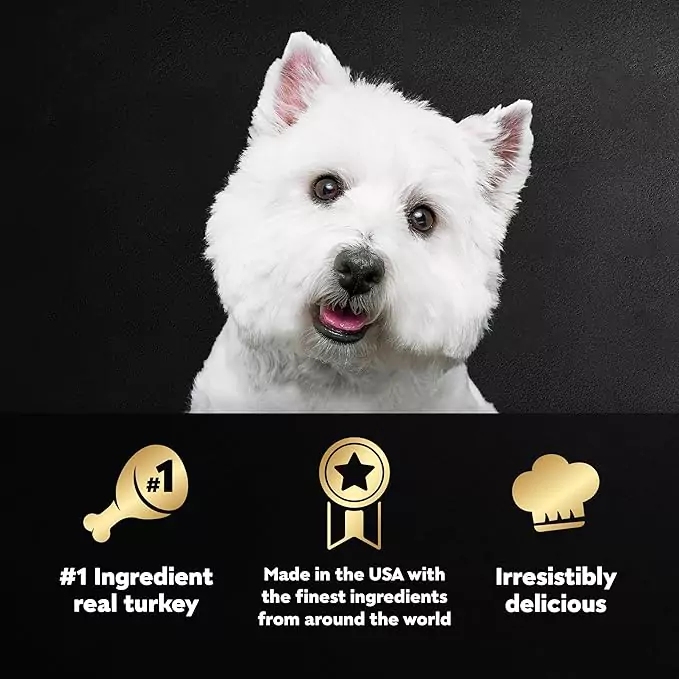 #1
#1 Ingredient
real turkey
Made in the USA with
the finest ingredients
from around the world
Irresistibly
delicious